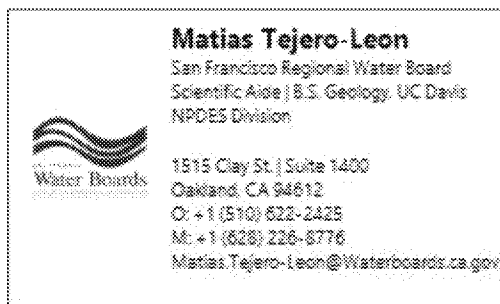 Matias Tejero-Leon
San Francisco Regional Water Board
Scientific Aide | B.S. Geology, UC Davis
NPDES Division
Water Boards
1515 Clay St. | Suite 1400
Oakland, CA 94612
O: +1 (510) 622-2425
M: +1 (628) 226-8776
Matias.Tejero-Leon@Waterboards.ca.gov